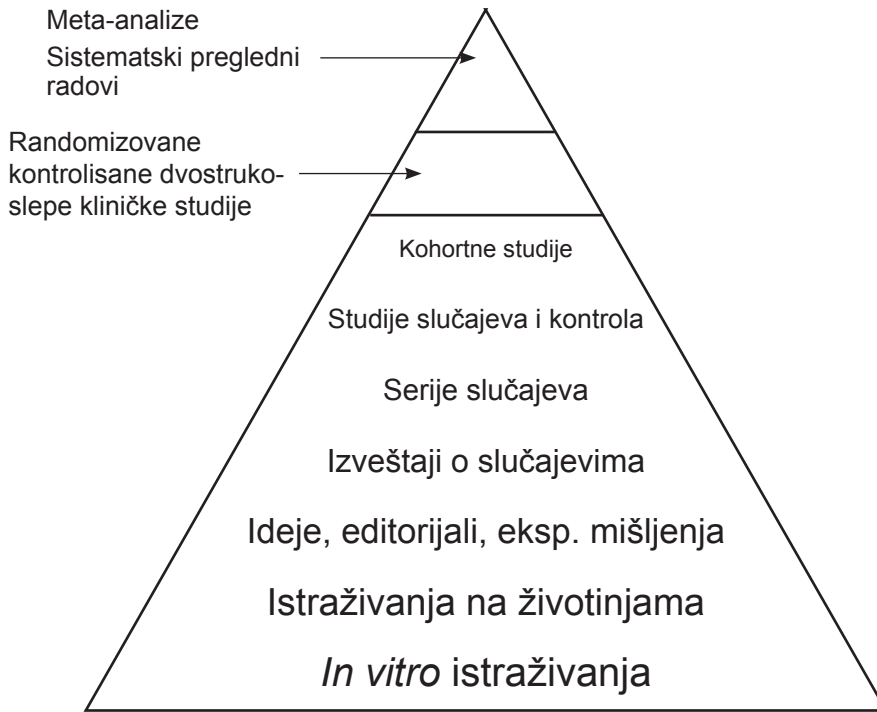 Meta-analize
Sistematski pregledni
radovi
Randomizovane
kontrolisane dvostruko-
slepe kliničke studije
Kohortne studije
Studije slučajeva i kontrola
Serije slučajeva
Izveštaji o slučajevima
Ideje, editorijali, eksp. mišljenja
Istraživanja na životinjama
In vitro istraživanja